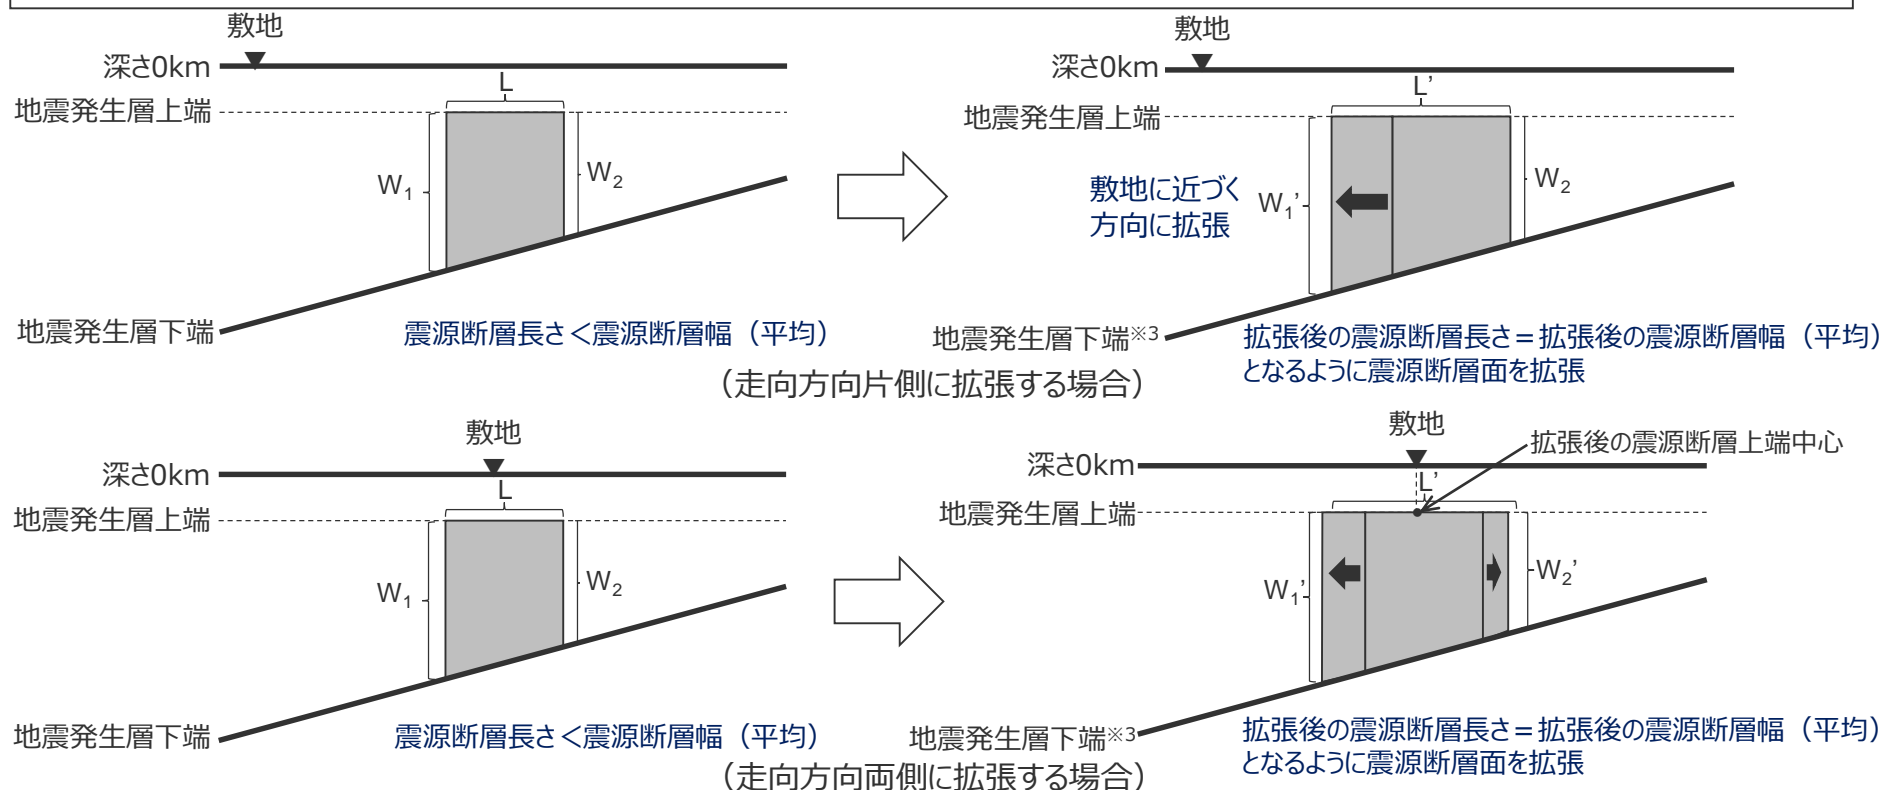 敷地
深さ0km
L
地震発生層上端
W₁
W₂
地震発生層下端
震源断層長さ＜震源断層幅（平均）
敷地
深さ0km
L’
地震発生層上端
敷地に近づく
方向に拡張
W₁’
W₂
地震発生層下端※3
拡張後の震源断層長さ＝拡張後の震源断層幅（平均）
となるように震源断層面を拡張
（走向方向片側に拡張する場合）
敷地
深さ0km
L
地震発生層上端
W₁
W₂
地震発生層下端
震源断層長さ＜震源断層幅（平均）
敷地
拡張後の震源断層上端中心
深さ0km
L’
地震発生層上端
W₁’
W₂’
地震発生層下端※3
拡張後の震源断層長さ＝拡張後の震源断層幅（平均）
となるように震源断層面を拡張
（走向方向両側に拡張する場合）